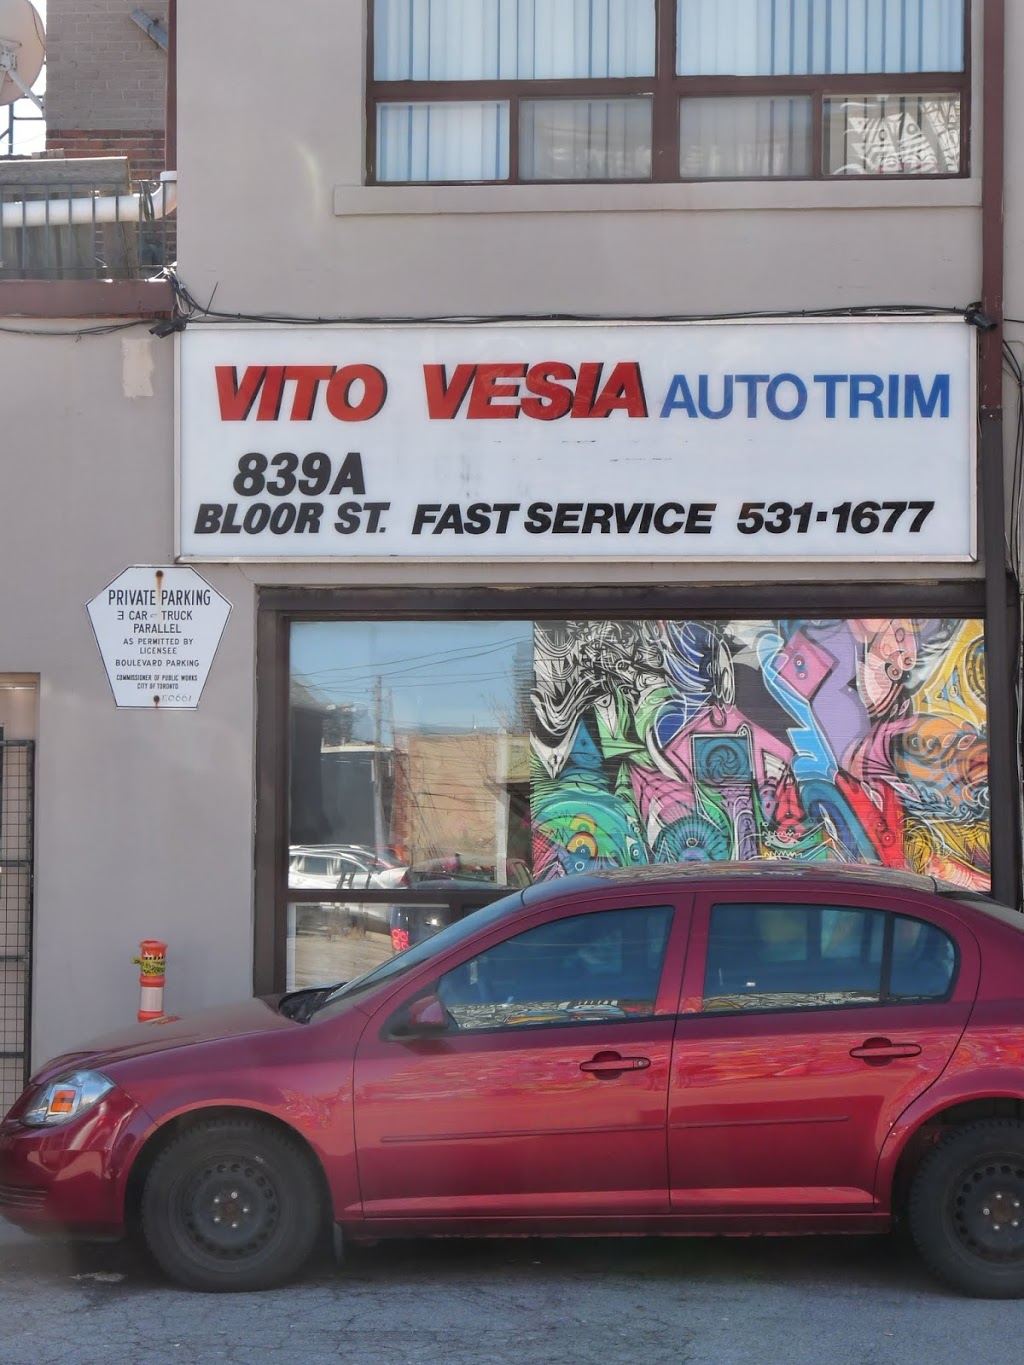 VITO VESIA AUTO TRIM
839A
BLOOR ST. FAST SERVICE 531-1677
PRIVATE PARKING
3 CAR OR TRUCK
PARALLEL
AS PERMITTED BY
LICENSEE
BOULEVARD PARKING
COMMISSIONER OF PUBLIC WORKS
CITY OF TORONTO